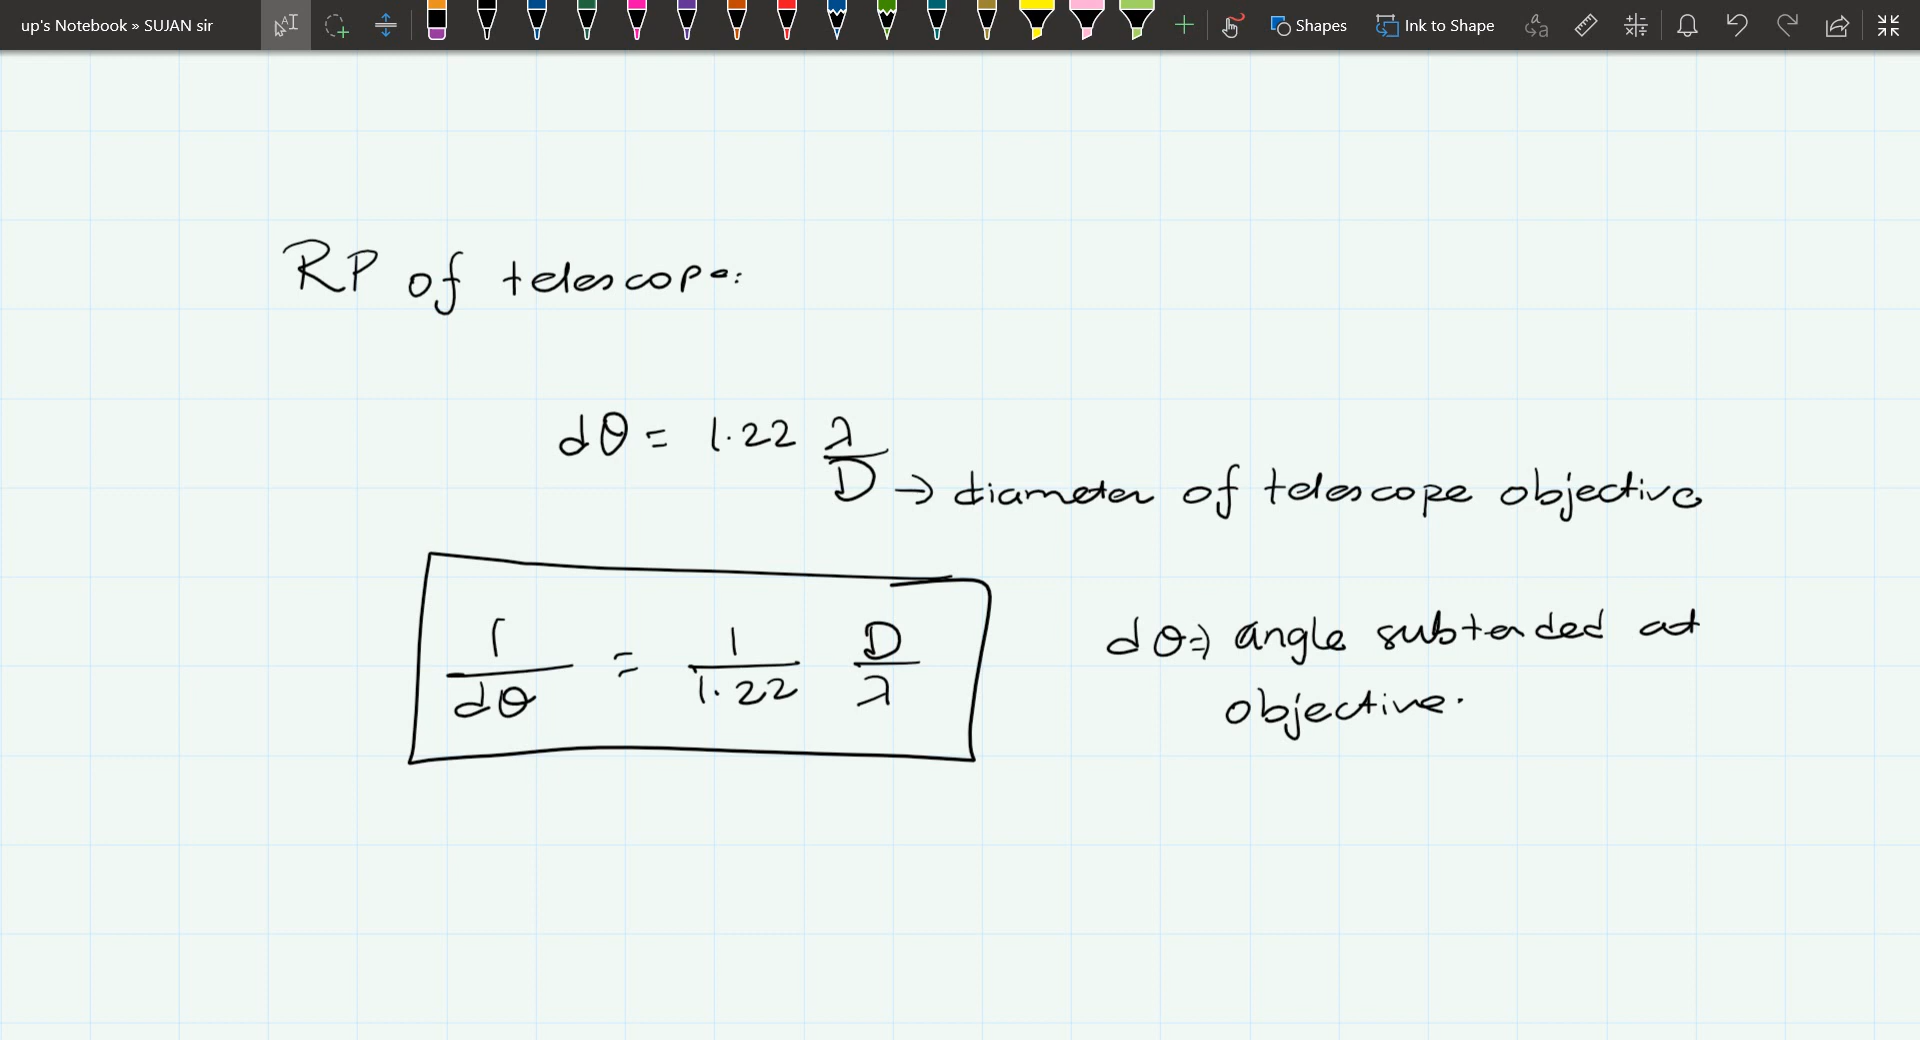 up's Notebook » SUJAN sir
Shapes
Ink to Shape
RP of telescope:
dθ = 1.22 λ/D → diameter of telescope objective
1/dθ = 1/1.22 D/λ
dθ ⇒ angle subtended at
objective.